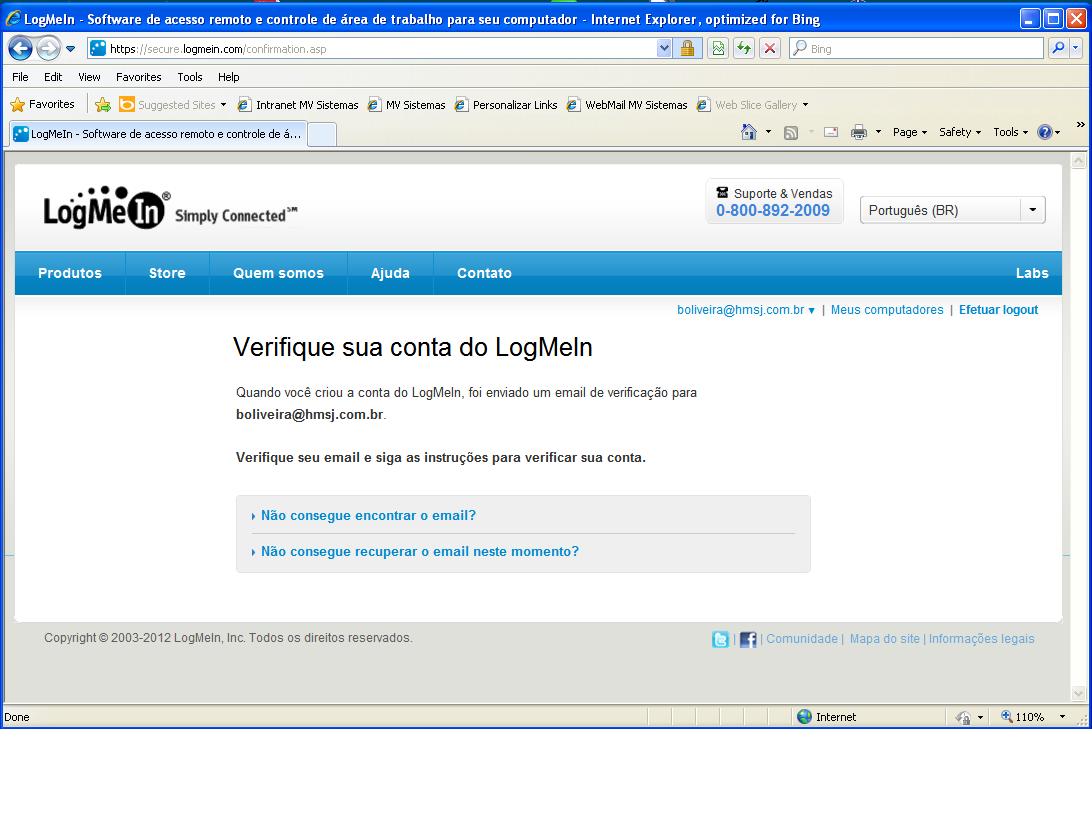 LogMeIn - Software de acesso remoto e controle de área de trabalho para seu computador - Internet Explorer, optimized for Bing
https://secure.logmein.com/confirmation.asp
Bing
File Edit View Favorites Tools Help
Favorites Suggested Sites Intranet MV Sistemas MV Sistemas Personalizar Links WebMail MV Sistemas Web Slice Gallery
LogMeIn - Software de acesso remoto e controle de á... Page Safety Tools
LogMeIn® Simply Connected℠
Suporte & Vendas
0-800-892-2009
Português (BR)
Produtos Store Quem somos Ajuda Contato Labs
boliveira@hmsj.com.br ▾ | Meus computadores | Efetuar logout
Verifique sua conta do LogMeIn
Quando você criou a conta do LogMeIn, foi enviado um email de verificação para
boliveira@hmsj.com.br.
Verifique seu email e siga as instruções para verificar sua conta.
Não consegue encontrar o email?
Não consegue recuperar o email neste momento?
Copyright © 2003-2012 LogMeIn, Inc. Todos os direitos reservados.
| | Comunidade | Mapa do site | Informações legais
Done Internet 110%